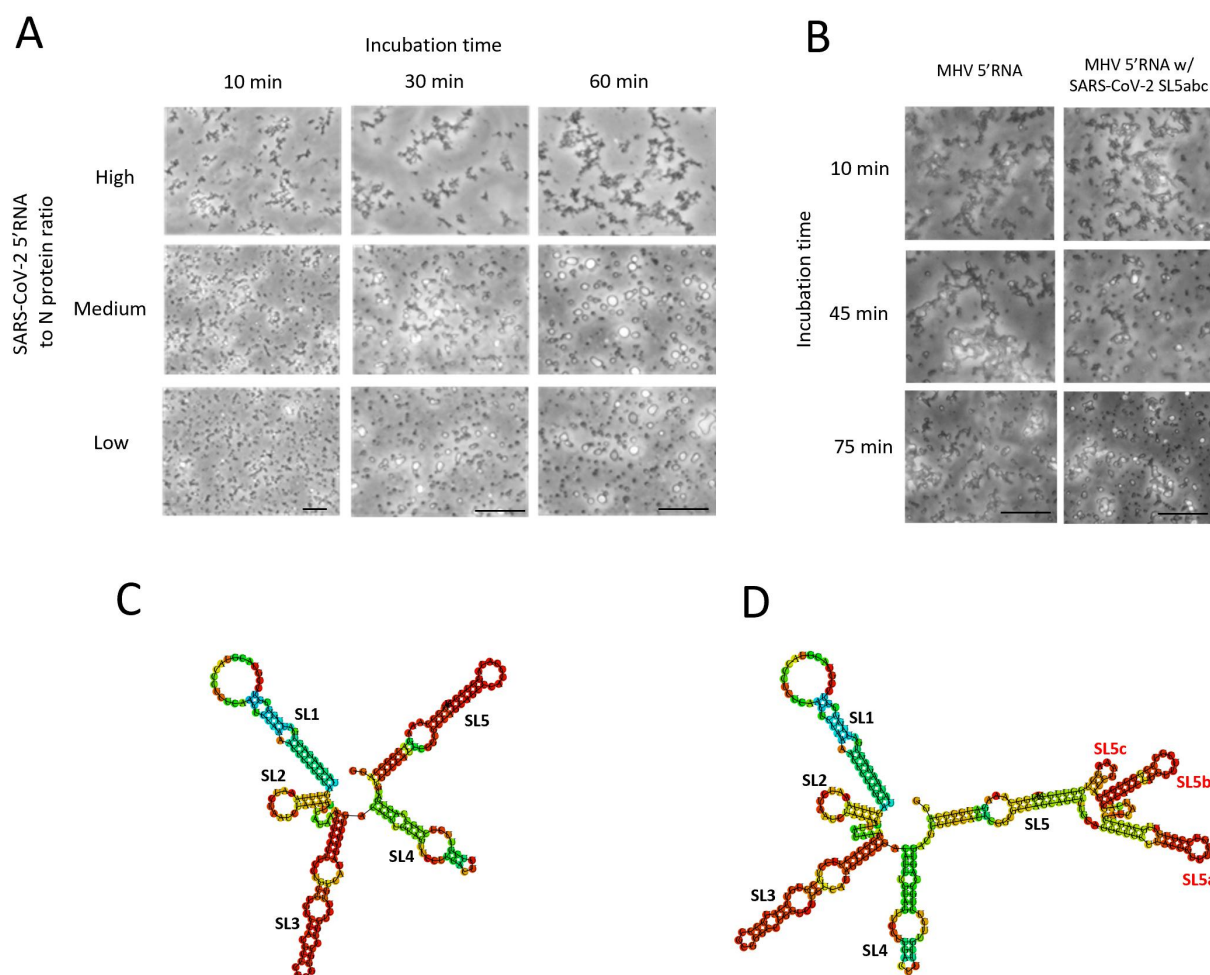 A
Incubation time
10 min
30 min
60 min
SARS-CoV-2 5'RNA
to N protein ratio
High
Medium
Low
B
MHV 5'RNA
MHV 5'RNA w/
SARS-CoV-2 SL5abc
Incubation time
10 min
45 min
75 min
C
SL1
SL2
SL3
SL4
SL5
D
SL1
SL2
SL3
SL4
SL5
SL5c
SL5b
SL5a